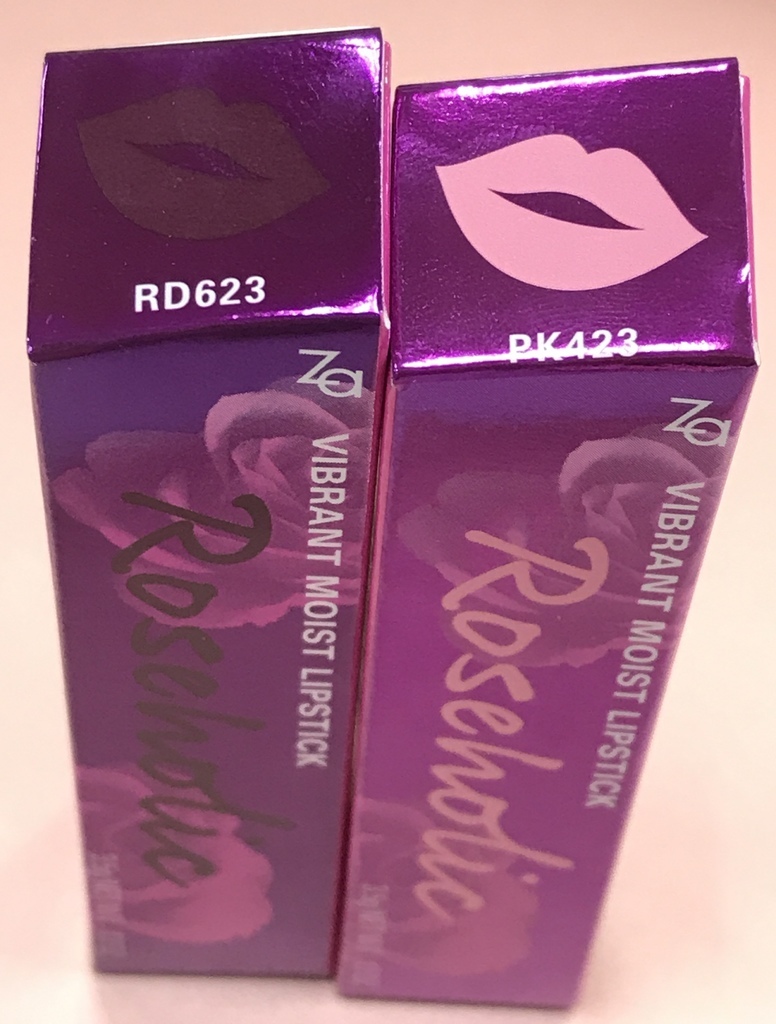 RD623
Za
VIBRANT MOIST LIPSTICK
Roseholic
PK423
Za
VIBRANT MOIST LIPSTICK
Roseholic